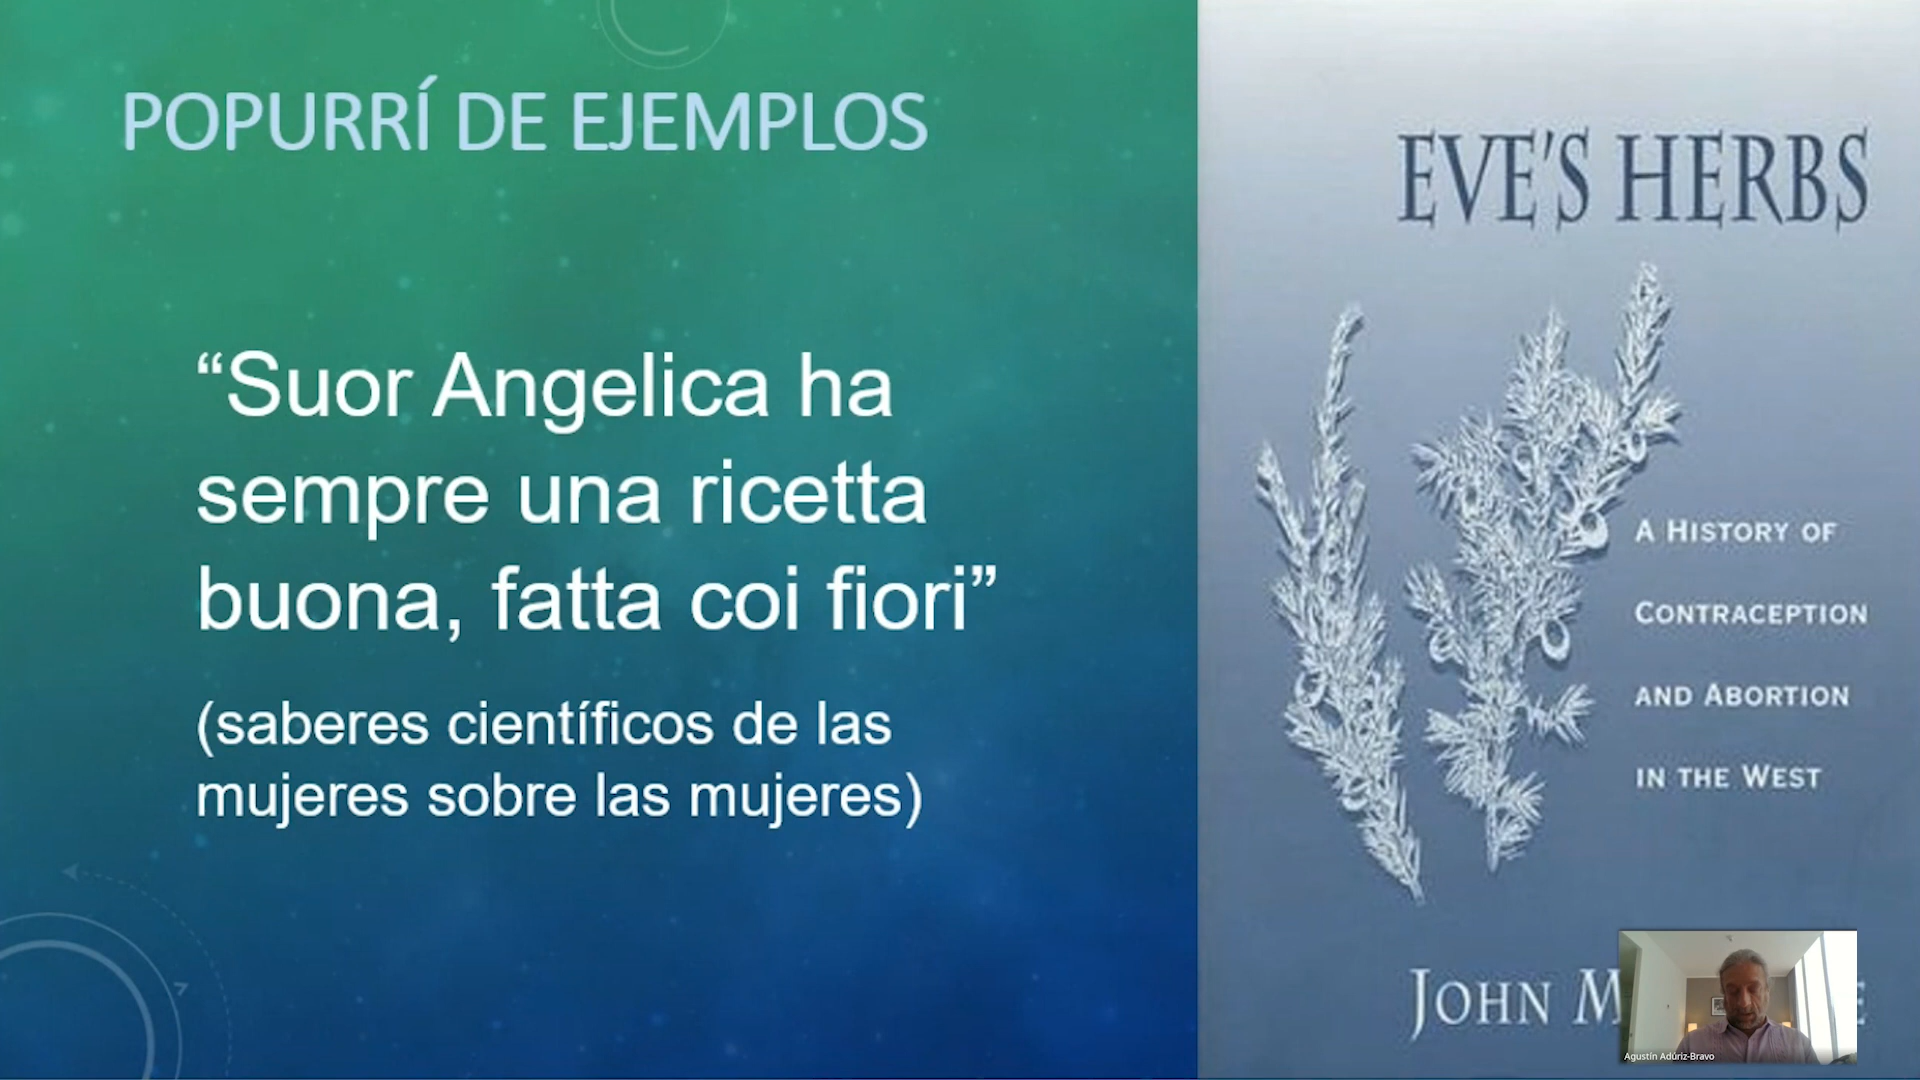 POPURRÍ DE EJEMPLOS
“Suor Angelica ha
sempre una ricetta
buona, fatta coi fiori”
(saberes científicos de las
mujeres sobre las mujeres)
EVE'S HERBS
A HISTORY OF
CONTRACEPTION
AND ABORTION
IN THE WEST
JOHN
Agustín Adúriz-Bravo